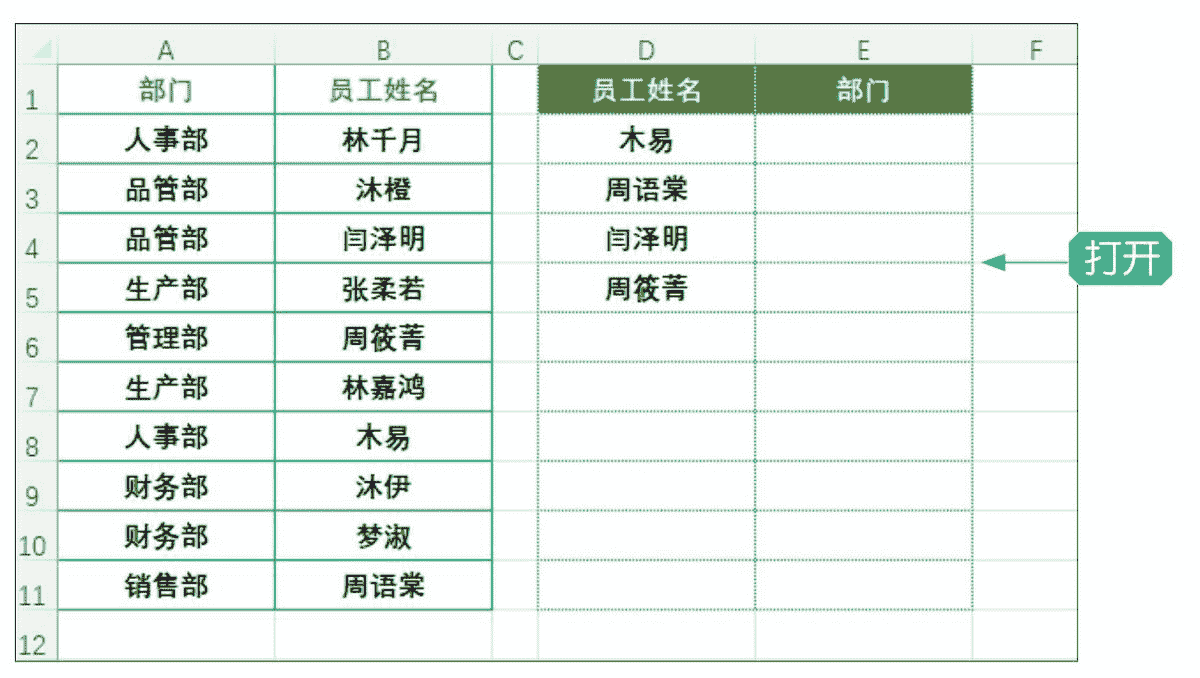 A B C D E F
1 部门 员工姓名 员工姓名 部门
2 人事部 林千月 木易
3 品管部 沐橙 周语棠
4 品管部 闫泽明 闫泽明
打开
5 生产部 张柔若 周筱菁
6 管理部 周筱菁
7 生产部 林嘉鸿
8 人事部 木易
9 财务部 沐伊
10 财务部 梦淑
11 销售部 周语棠
12